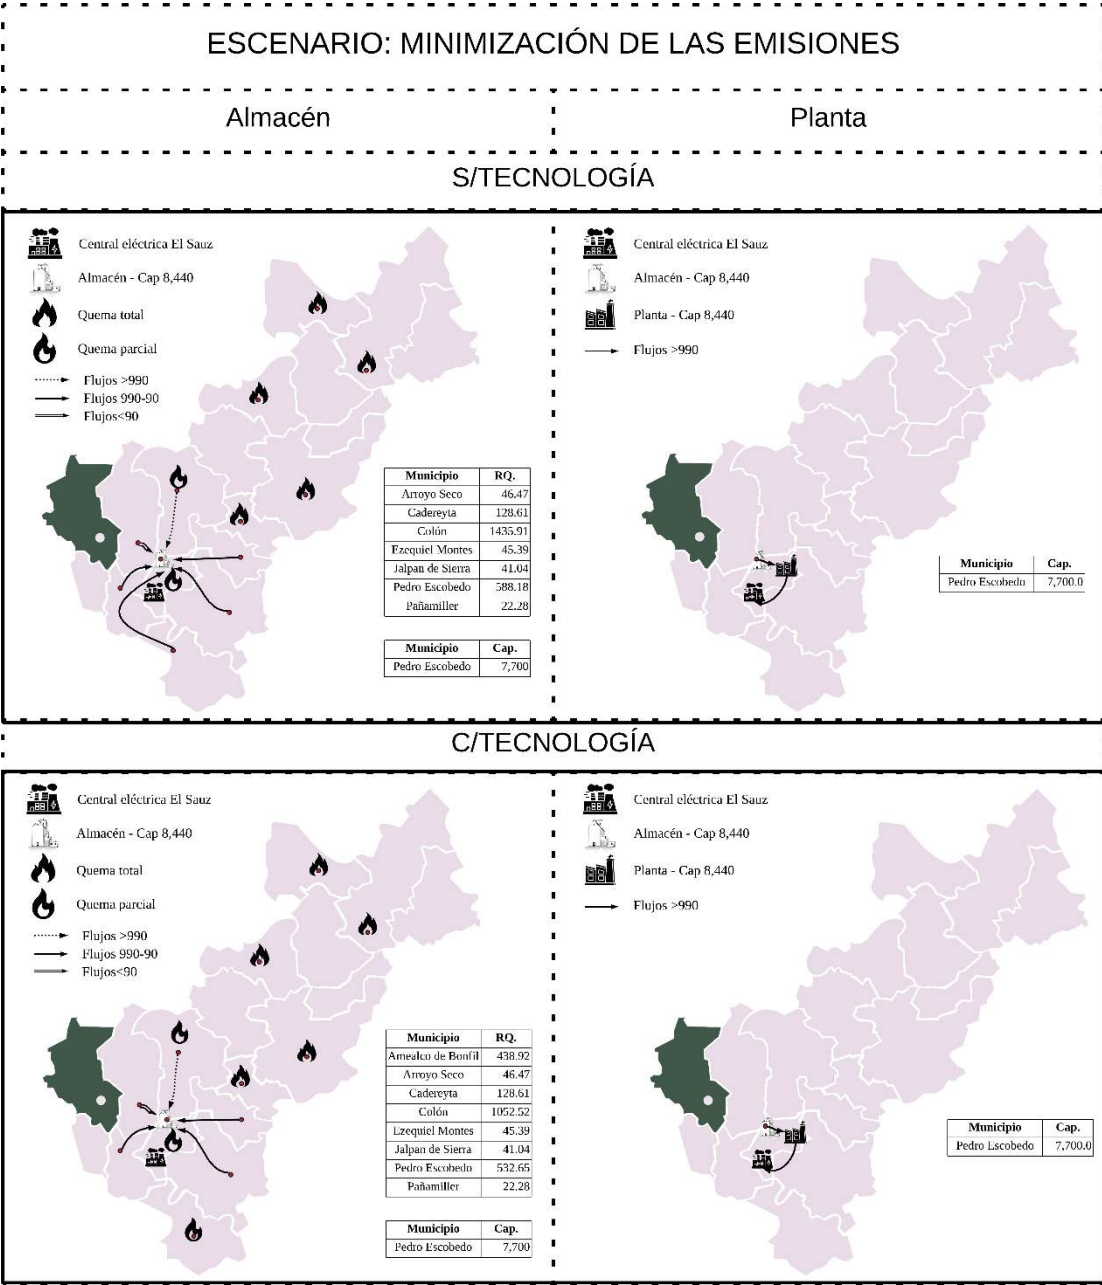 ESCENARIO: MINIMIZACIÓN DE LAS EMISIONES
Almacén
Planta
S/TECNOLOGÍA
Central eléctrica El Sauz
Almacén - Cap 8,440
Quema total
Quema parcial
Flujos >990
Flujos 990-90
Flujos<90
Municipio RQ.
Arroyo Seco 46.47
Cadereyta 128.61
Colón 1435.91
Ezequiel Montes 45.39
Jalpan de Sierra 41.04
Pedro Escobedo 588.18
Pañamiller 22.28
Municipio Cap.
Pedro Escobedo 7,700
Central eléctrica El Sauz
Almacén - Cap 8,440
Planta - Cap 8,440
Flujos >990
Municipio Cap.
Pedro Escobedo 7,700.0
C/TECNOLOGÍA
Central eléctrica El Sauz
Almacén - Cap 8,440
Quema total
Quema parcial
Flujos >990
Flujos 990-90
Flujos<90
Municipio RQ.
Amealco de Bonfil 438.92
Arroyo Seco 46.47
Cadereyta 128.61
Colón 1052.52
Ezequiel Montes 45.39
Jalpan de Sierra 41.04
Pedro Escobedo 532.65
Pañamiller 22.28
Municipio Cap.
Pedro Escobedo 7,700
Central eléctrica El Sauz
Almacén - Cap 8,440
Planta - Cap 8,440
Flujos >990
Municipio Cap.
Pedro Escobedo 7,700.0